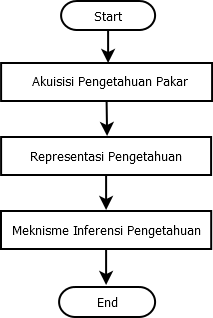 Start
Akuisisi Pengetahuan Pakar
Representasi Pengetahuan
Meknisme Inferensi Pengetahuan
End